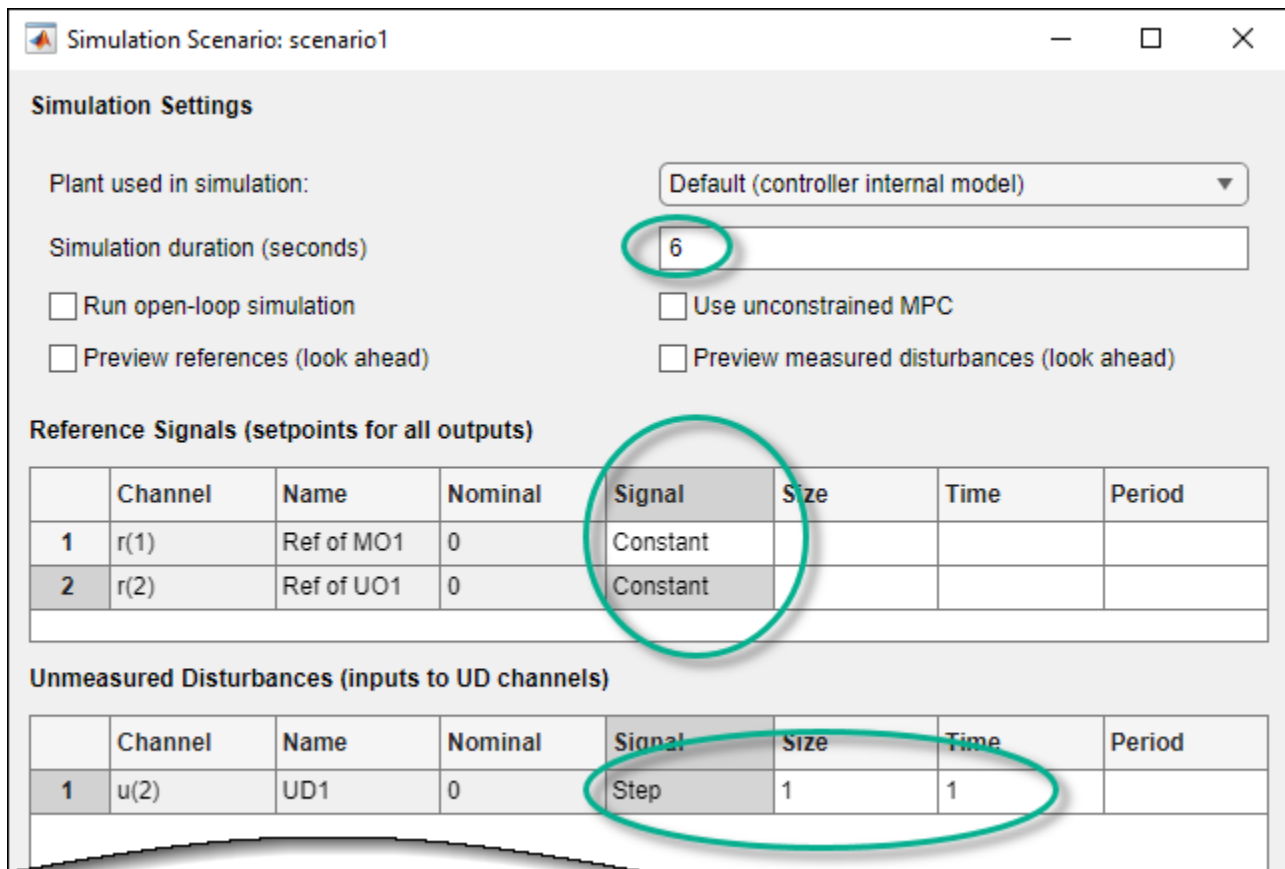 Simulation Scenario: scenario1
Simulation Settings
Plant used in simulation: Default (controller internal model)
Simulation duration (seconds) 6
Run open-loop simulation Use unconstrained MPC
Preview references (look ahead) Preview measured disturbances (look ahead)
Reference Signals (setpoints for all outputs)
Channel Name Nominal Signal Size Time Period
1 r(1) Ref of MO1 0 Constant
2 r(2) Ref of UO1 0 Constant
Unmeasured Disturbances (inputs to UD channels)
Channel Name Nominal Signal Size Time Period
1 u(2) UD1 0 Step 1 1